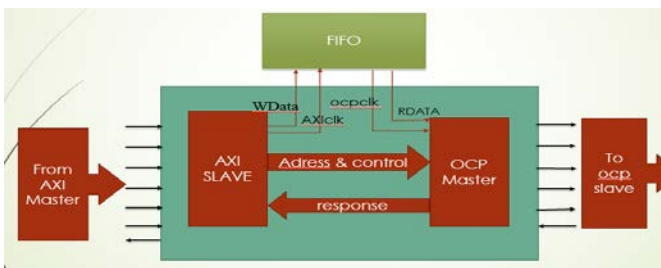 FIFO
WData
ocpclk
AXIclk
RDATA
From
AXI
Master
AXI
SLAVE
Adress & control
response
OCP
Master
To
ocp
slave